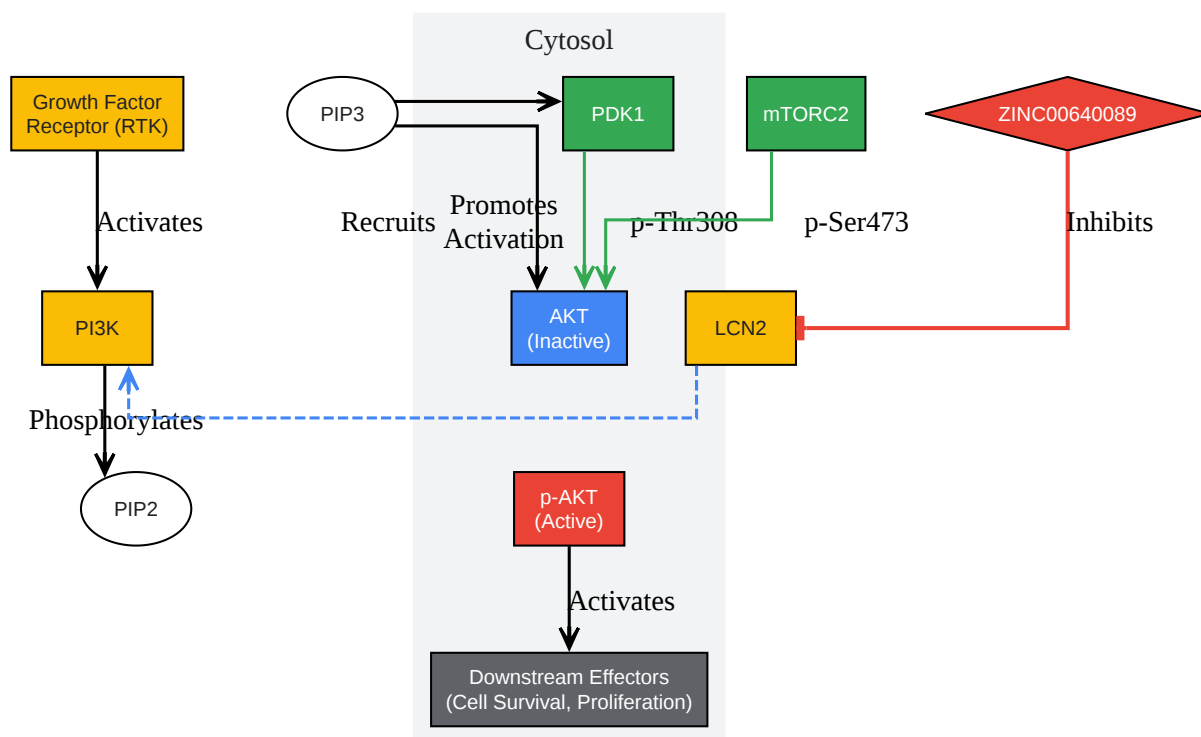 Cytosol
Growth Factor
Receptor (RTK)
PIP3
PDK1
mTORC2
ZINC00640089
Activates
Recruits
Promotes
Activation
p-Thr308
p-Ser473
Inhibits
PI3K
AKT
(Inactive)
LCN2
Phosphorylates
PIP2
p-AKT
(Active)
Activates
Downstream Effectors
(Cell Survival, Proliferation)